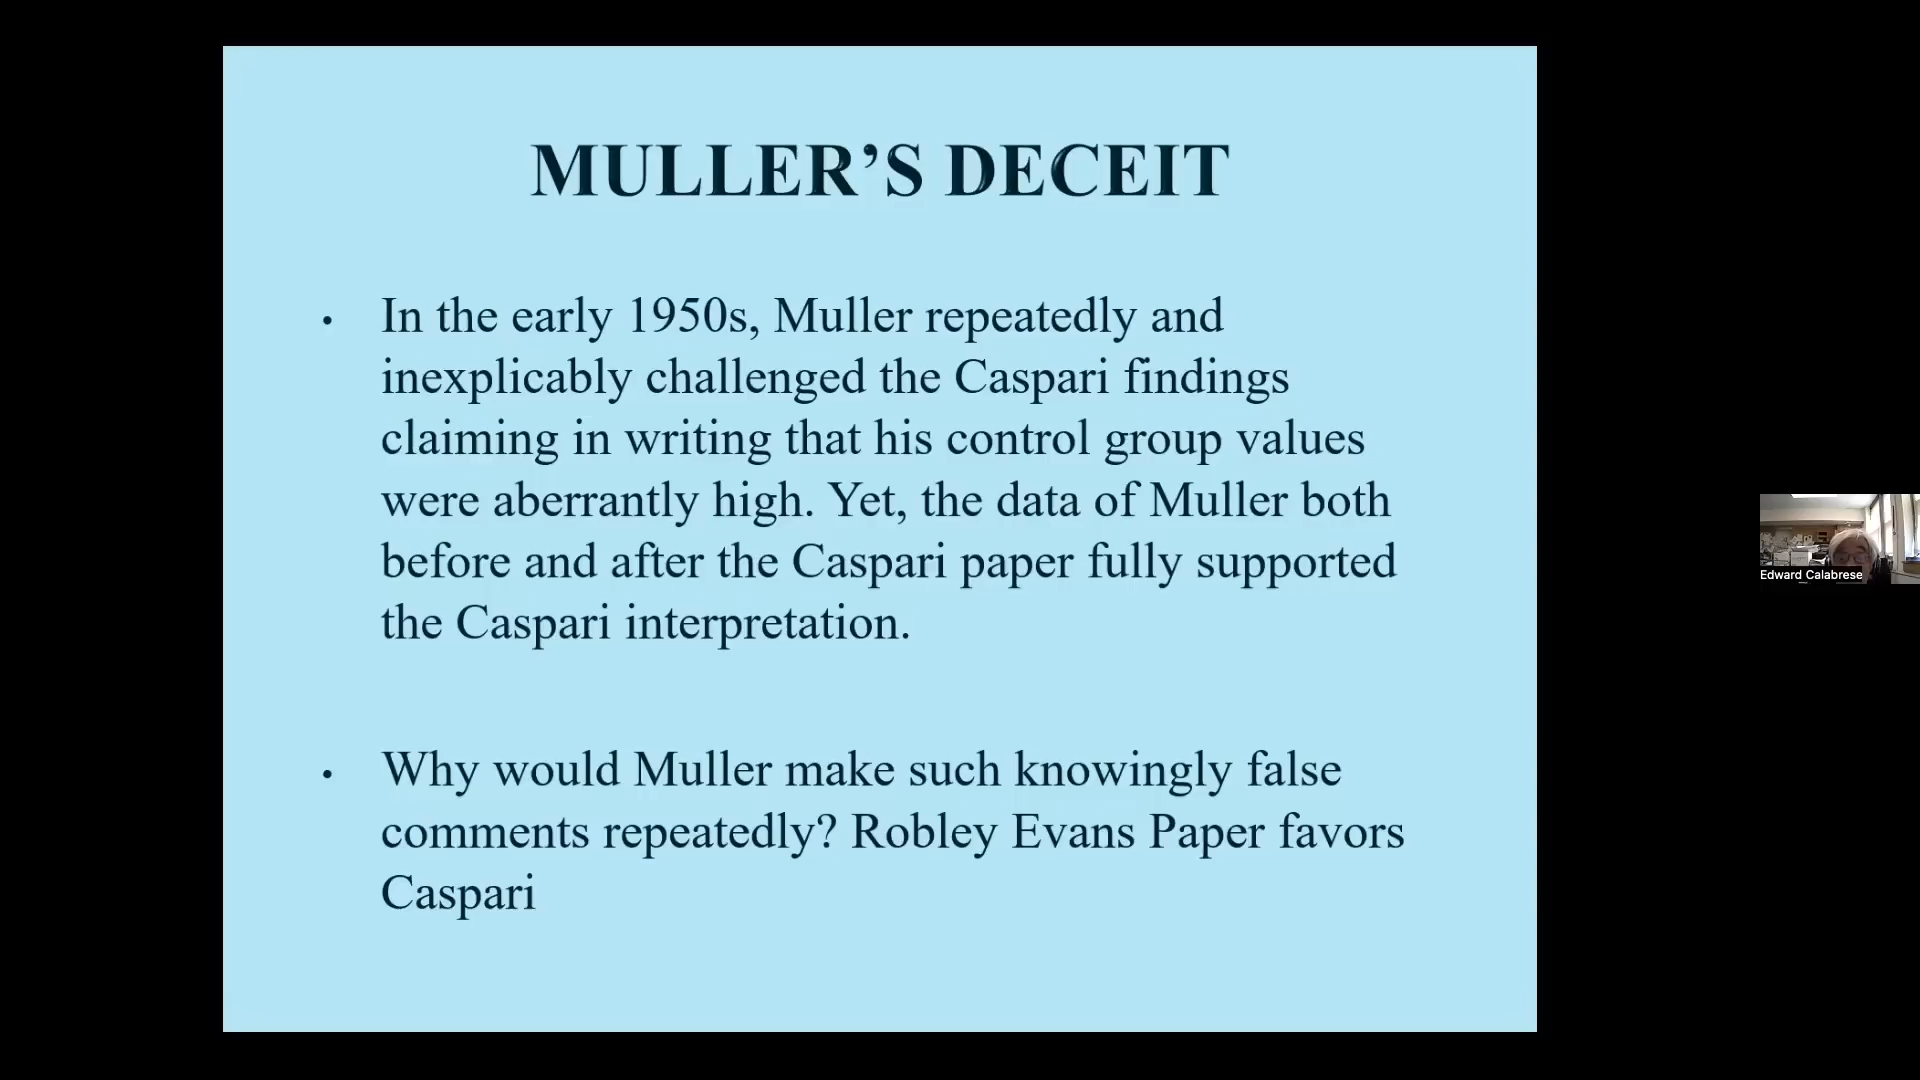 MULLER’S DECEIT
• In the early 1950s, Muller repeatedly and
inexplicably challenged the Caspari findings
claiming in writing that his control group values
were aberrantly high. Yet, the data of Muller both
before and after the Caspari paper fully supported
the Caspari interpretation.
• Why would Muller make such knowingly false
comments repeatedly? Robley Evans Paper favors
Caspari
Edward Calabrese